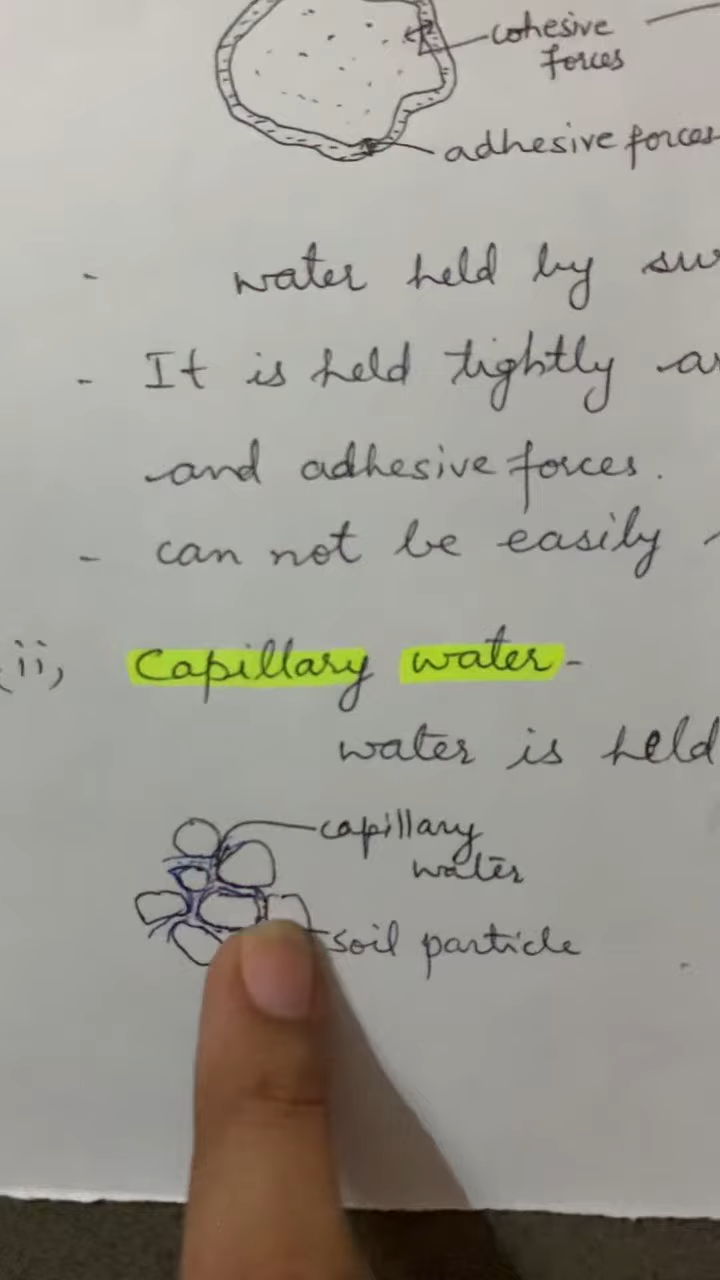 cohesive
forces
adhesive forces
- water held by
- It is held tightly
and adhesive forces.
- can not be easily
ii) Capillary water -
water is held
capillary
water
soil particle